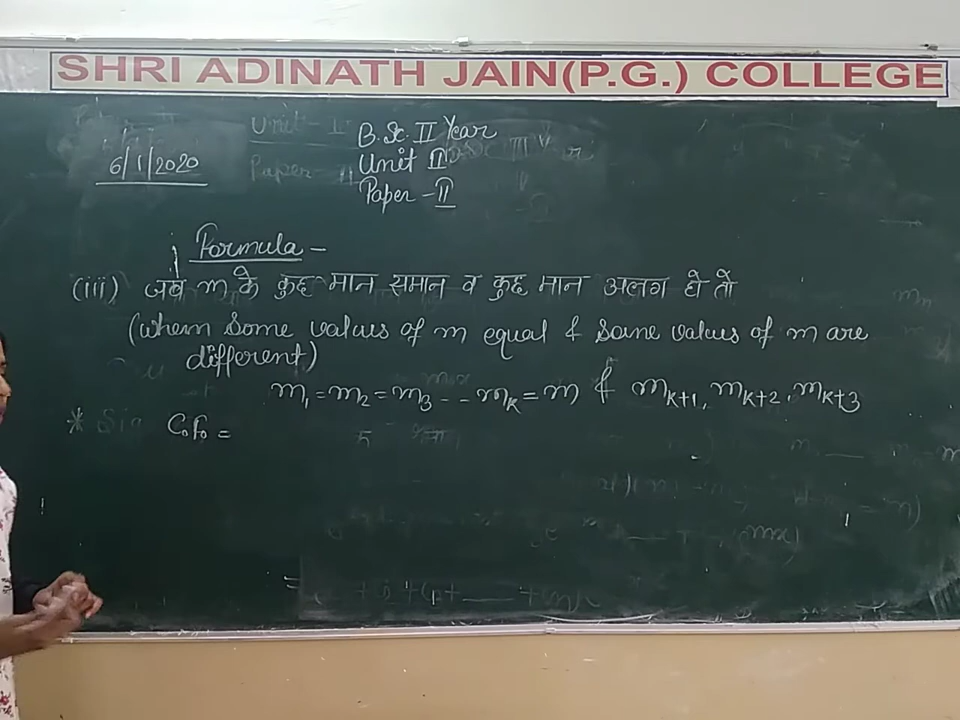 SHRI ADINATH JAIN(P.G.) COLLEGE
6/1/2020
B.Sc. II Year
Unit II
Paper - II
Formula -
(iii) जब m के कुछ मान समान व कुछ मान अलग हो तो
(when some values of m equal & some values of m are
different)
m₁ = m₂ = m₃ - - mₖ = m & mₖ₊₁, mₖ₊₂, mₖ₊₃
* C.F. =